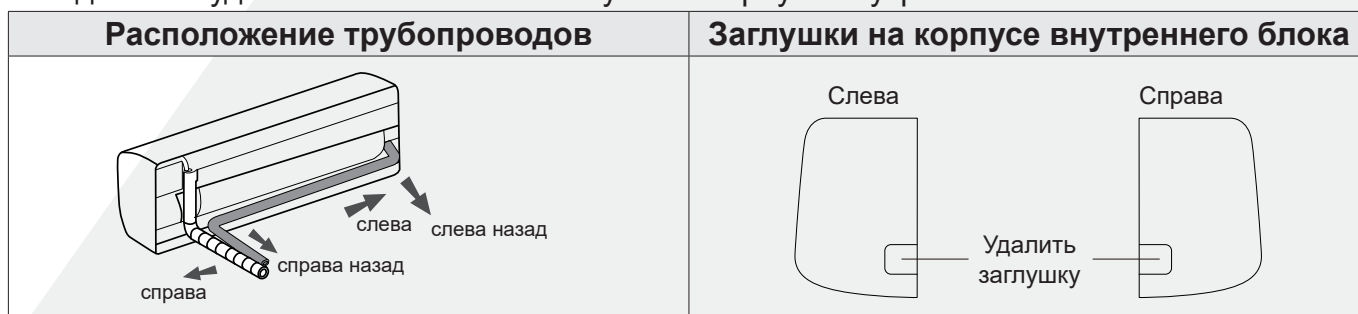 Расположение трубопроводов
Заглушки на корпусе внутреннего блока
слева
слева назад
справа назад
справа
Слева
Справа
Удалить
заглушку